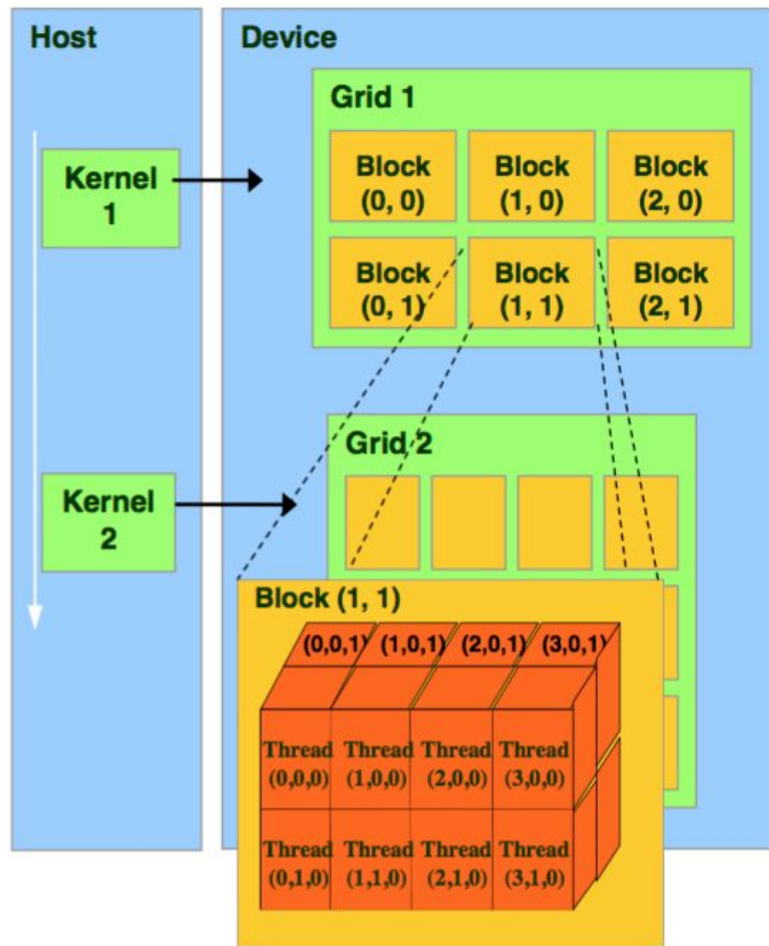 Host
Device
Grid 1
Kernel
1
Block
(0, 0)
Block
(1, 0)
Block
(2, 0)
Block
(0, 1)
Block
(1, 1)
Block
(2, 1)
Grid 2
Kernel
2
Block (1, 1)
(0,0,1) (1,0,1) (2,0,1) (3,0,1)
Thread
(0,0,0)
Thread
(1,0,0)
Thread
(2,0,0)
Thread
(3,0,0)
Thread
(0,1,0)
Thread
(1,1,0)
Thread
(2,1,0)
Thread
(3,1,0)